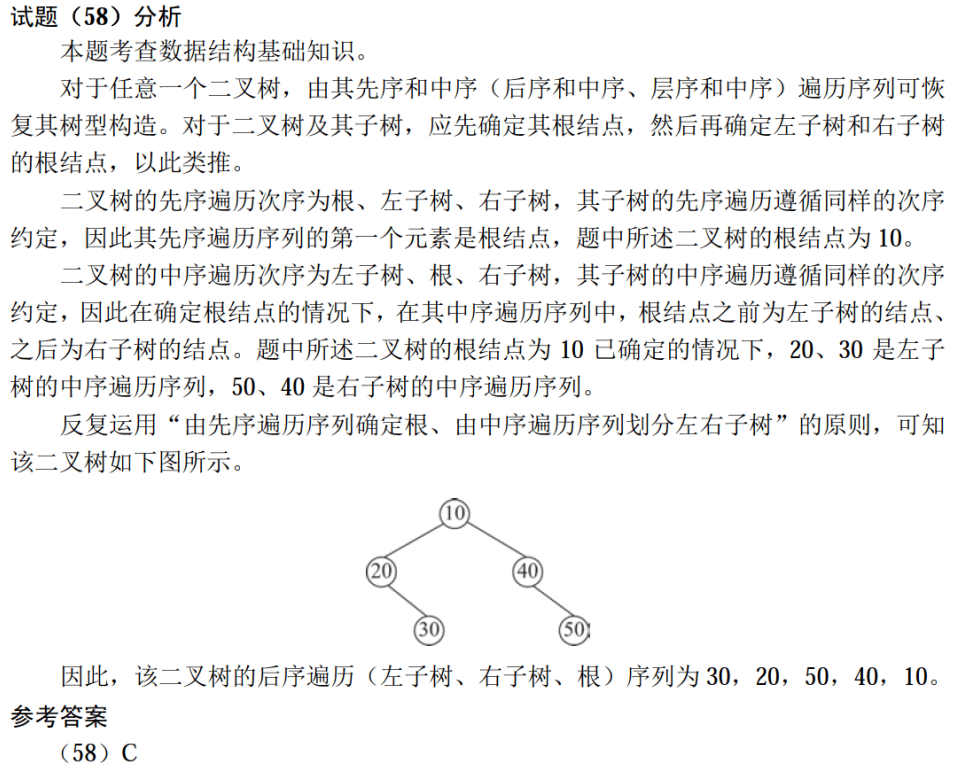 试题（58）分析
本题考查数据结构基础知识。
对于任意一个二叉树，由其先序和中序（后序和中序、层序和中序）遍历序列可恢
复其树型构造。对于二叉树及其子树，应先确定其根结点，然后再确定左子树和右子树
的根结点，以此类推。
二叉树的先序遍历次序为根、左子树、右子树，其子树的先序遍历遵循同样的次序
约定，因此其先序遍历序列的第一个元素是根结点，题中所述二叉树的根结点为 10。
二叉树的中序遍历次序为左子树、根、右子树，其子树的中序遍历遵循同样的次序
约定，因此在确定根结点的情况下，在其中序遍历序列中，根结点之前为左子树的结点、
之后为右子树的结点。题中所述二叉树的根结点为 10 已确定的情况下，20、30 是左子
树的中序遍历序列，50、40 是右子树的中序遍历序列。
反复运用“由先序遍历序列确定根、由中序遍历序列划分左右子树”的原则，可知
该二叉树如下图所示。
10
20 40
30 50
因此，该二叉树的后序遍历（左子树、右子树、根）序列为 30，20，50，40，10。
参考答案
（58）C